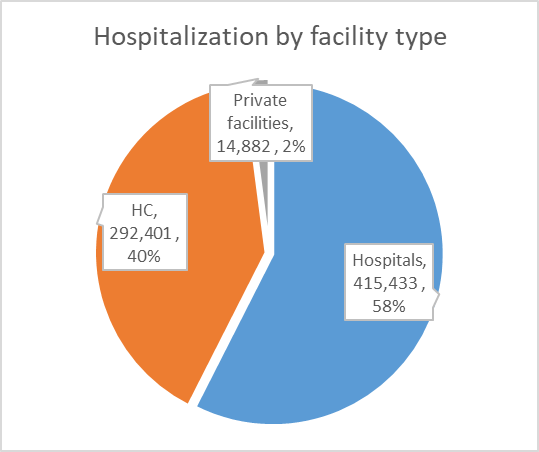 Hospitalization by facility type
Private
facilities,
14,882 , 2%
HC,
292,401 ,
40%
Hospitals,
415,433 ,
58%